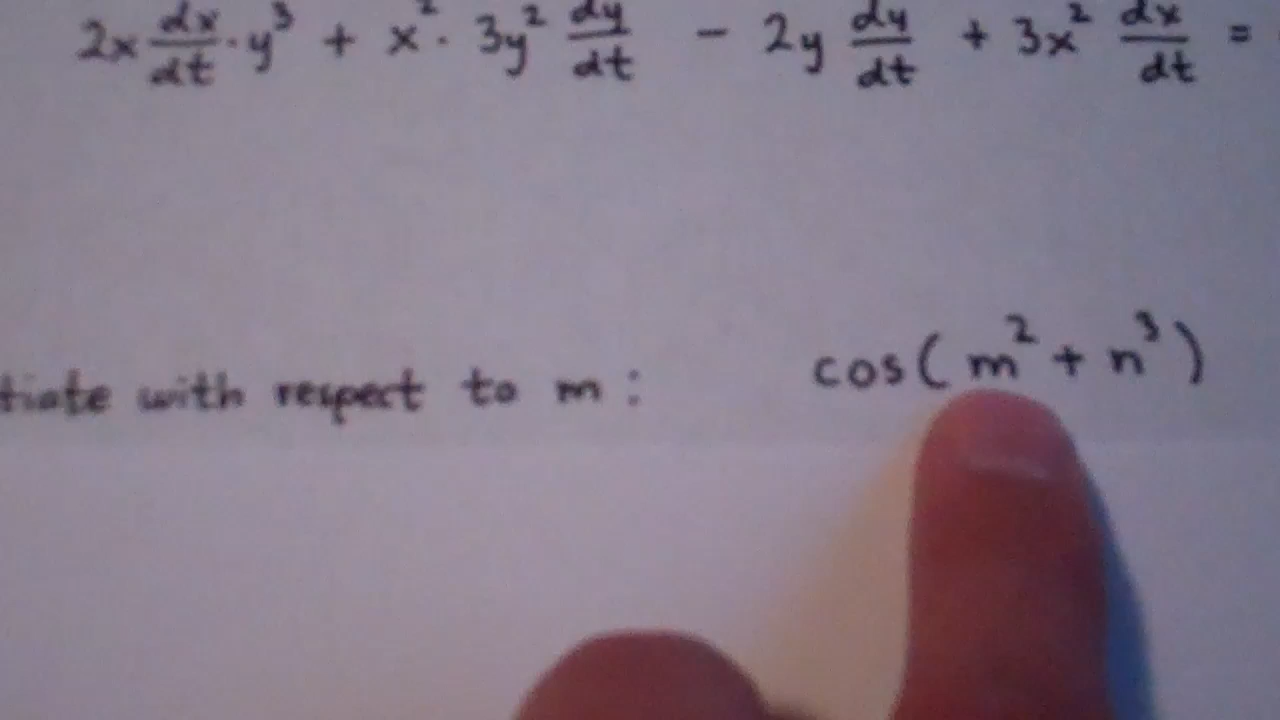 2x dx/dt · y³ + x² · 3y² dy/dt - 2y dy/dt + 3x² dx/dt =
tiate with respect to m: cos(m² + n³)